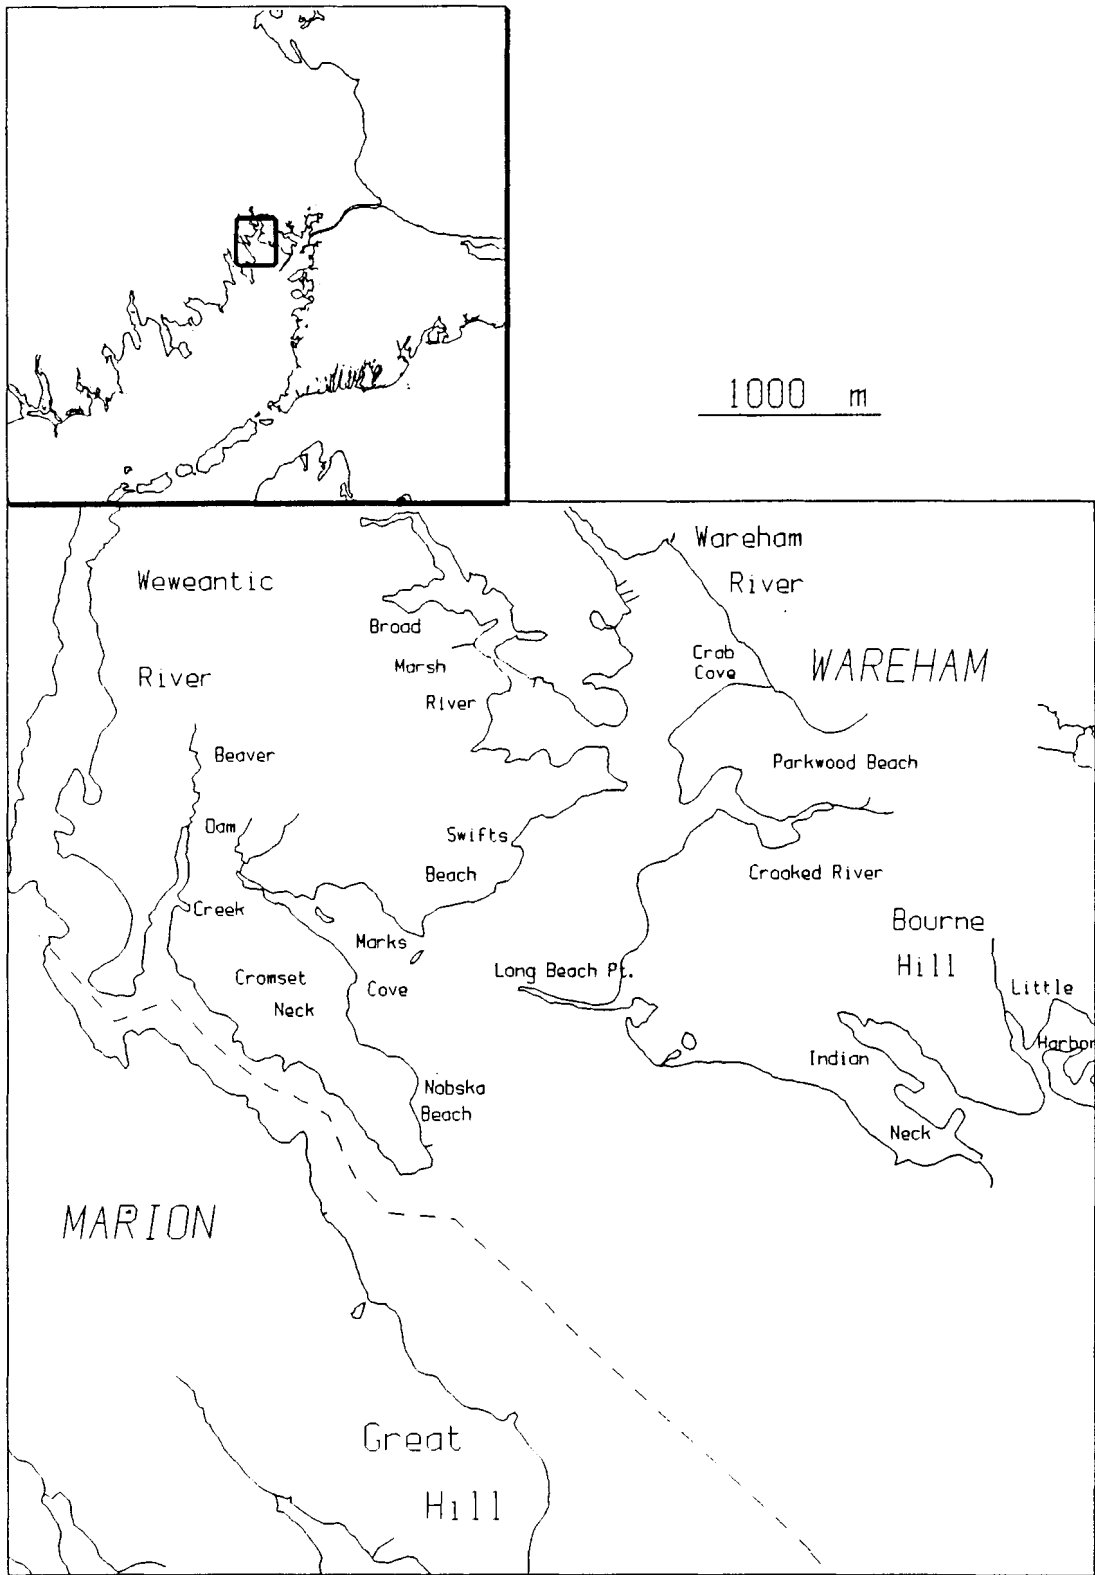 1000 m
Wareham
River
Weweantic
River
Broad
Marsh
River
Crab
Cove
WAREHAM
Beaver
Dam
Creek
Parkwood Beach
Swifts
Beach
Crooked River
Marks
Cove
Bourne
Hill
Cromset
Neck
Long Beach Pt.
Little
Harbor
Indian
Neck
Nobska
Beach
MARION
Great
Hill